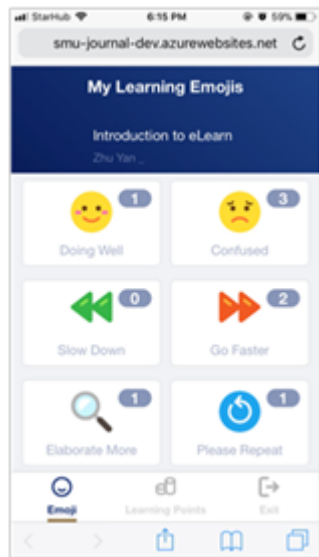 StarHub 6:15 PM 59%
smu-journal-dev.azurewebsites.net
My Learning Emojis
Introduction to eLearn
Zhu Yan _
1 3
Doing Well Confused
0 2
Slow Down Go Faster
1 1
Elaborate More Please Repeat
Emoji Learning Points Exit